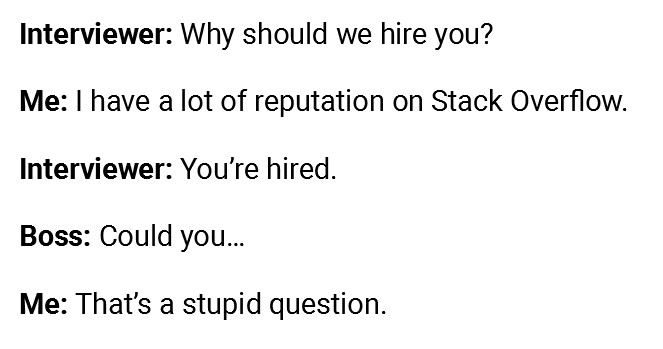 Interviewer: Why should we hire you?
Me: I have a lot of reputation on Stack Overflow.
Interviewer: You’re hired.
Boss: Could you...
Me: That’s a stupid question.